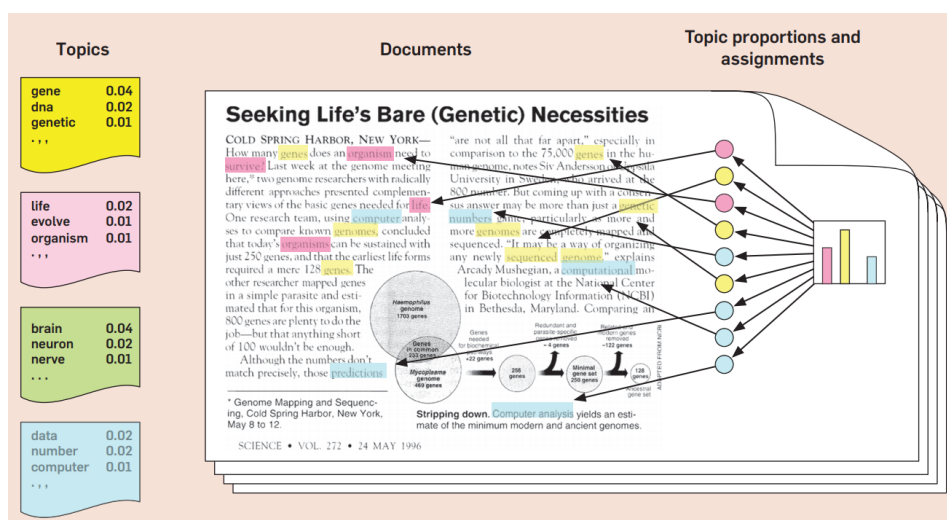 Topics
Documents
Topic proportions and
assignments
gene 0.04
dna 0.02
genetic 0.01
. , ,
life 0.02
evolve 0.01
organism 0.01
. , ,
brain 0.04
neuron 0.02
nerve 0.01
...
data 0.02
number 0.02
computer 0.01
. , ,
Seeking Life's Bare (Genetic) Necessities
COLD SPRING HARBOR, NEW YORK—
How many genes does an organism need to
survive? Last week at the genome meeting
here,* two genome researchers with radically
different approaches presented complemen-
tary views of the basic genes needed for life.
One research team, using computer analy-
ses to compare known genomes, concluded
that today's organisms can be sustained with
just 250 genes, and that the earliest life forms
required a mere 128 genes. The
other researcher mapped genes
in a simple parasite and esti-
mated that for this organism,
800 genes are plenty to do the
job—but that anything short
of 100 wouldn't be enough.
Although the numbers don't
match precisely, those predictions
* Genome Mapping and Sequenc-
ing, Cold Spring Harbor, New York,
May 8 to 12.
"are not all that far apart," especially in
comparison to the 75,000 genes in the hu-
man genome, notes Siv Andersson of Uppsala
University in Sweden, who arrived at the
800 number. But coming up with a consen-
sus answer may be more than just a genetic
numbers game, particularly as more and
more genomes are completely mapped and
sequenced. "It may be a way of organizing
any newly sequenced genome," explains
Arcady Mushegian, a computational mo-
lecular biologist at the National Center
for Biotechnology Information (NCBI)
in Bethesda, Maryland. Comparing an
Haemophilus
genome
1703 genes
Genes
in common
233 genes
Mycoplasma
genome
469 genes
Genes
needed
for biochemical
pathways
+22 genes
256
genes
Redundant and
parasite-specific
genes removed
– 4 genes
Minimal
gene set
250 genes
Related and
modern genes
removed
–122 genes
128
genes
Ancestral
gene set
ADAPTED FROM NCBI
Stripping down. Computer analysis yields an esti-
mate of the minimum modern and ancient genomes.
SCIENCE • VOL. 272 • 24 MAY 1996